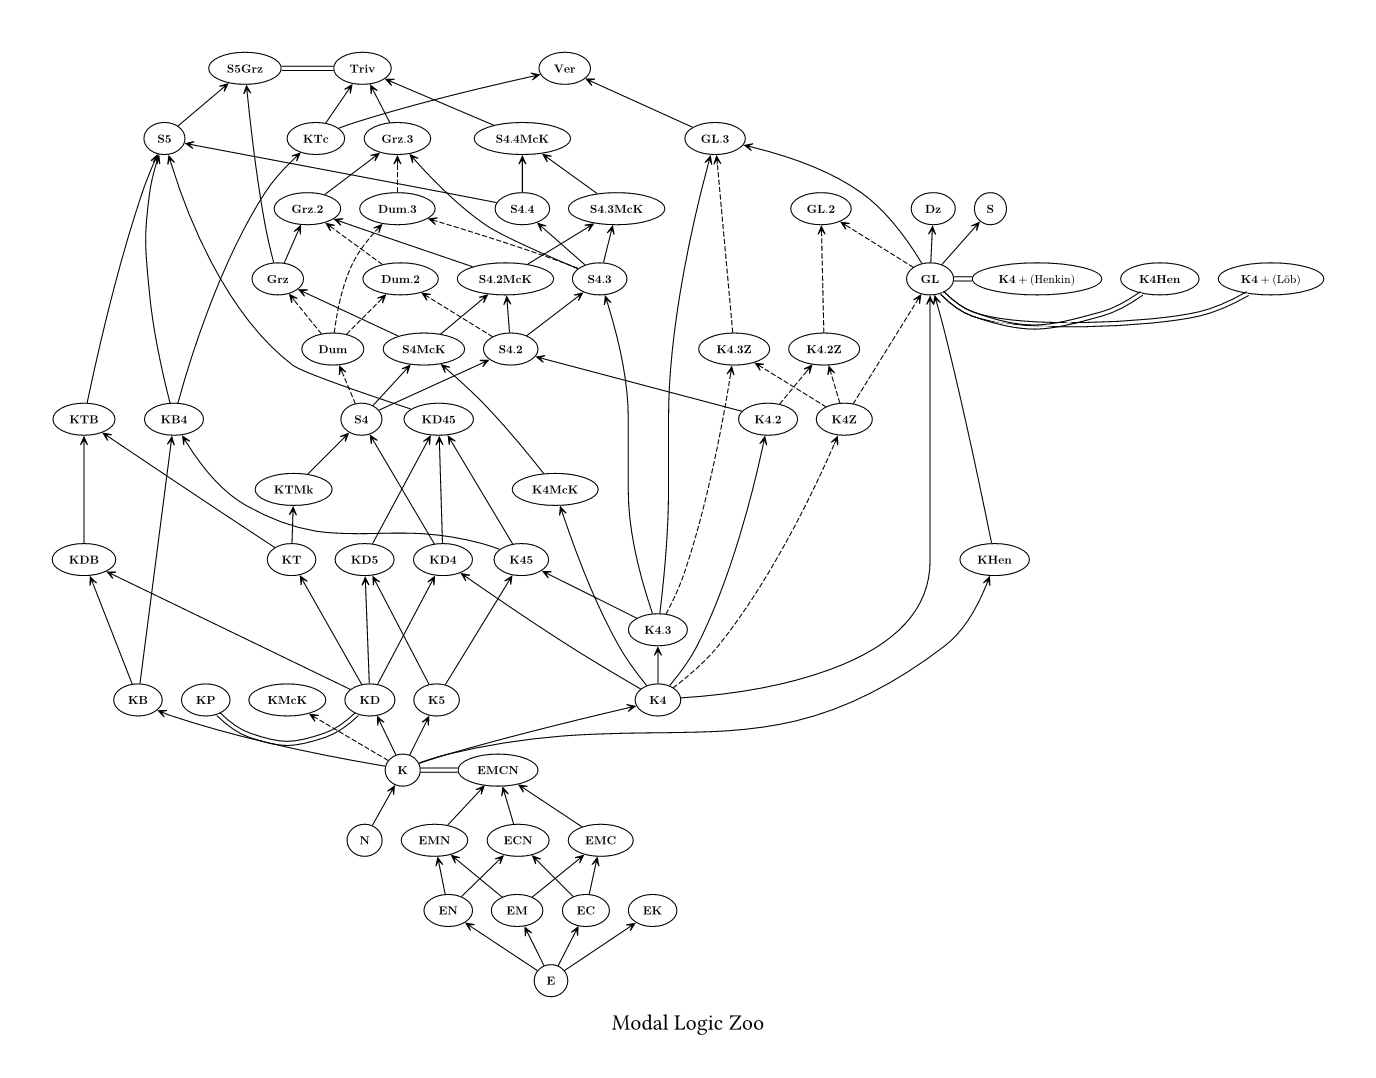 S5Grz Triv Ver
S5 KTc Grz.3 S4.4McK GL.3
Grz.2 Dum.3 S4.4 S4.3McK GL.2 Dz S
Grz Dum.2 S4.2McK S4.3 GL K4 + (Henkin) K4Hen K4 + (Löb)
Dum S4McK S4.2 K4.3Z K4.2Z
KTB KB4 S4 KD45 K4.2 K4Z
KTMk K4McK
KDB KT KD5 KD4 K45 KHen
K4.3
KB KP KMcK KD K5 K4
K EMCN
N EMN ECN EMC
EN EM EC EK
E
Modal Logic Zoo